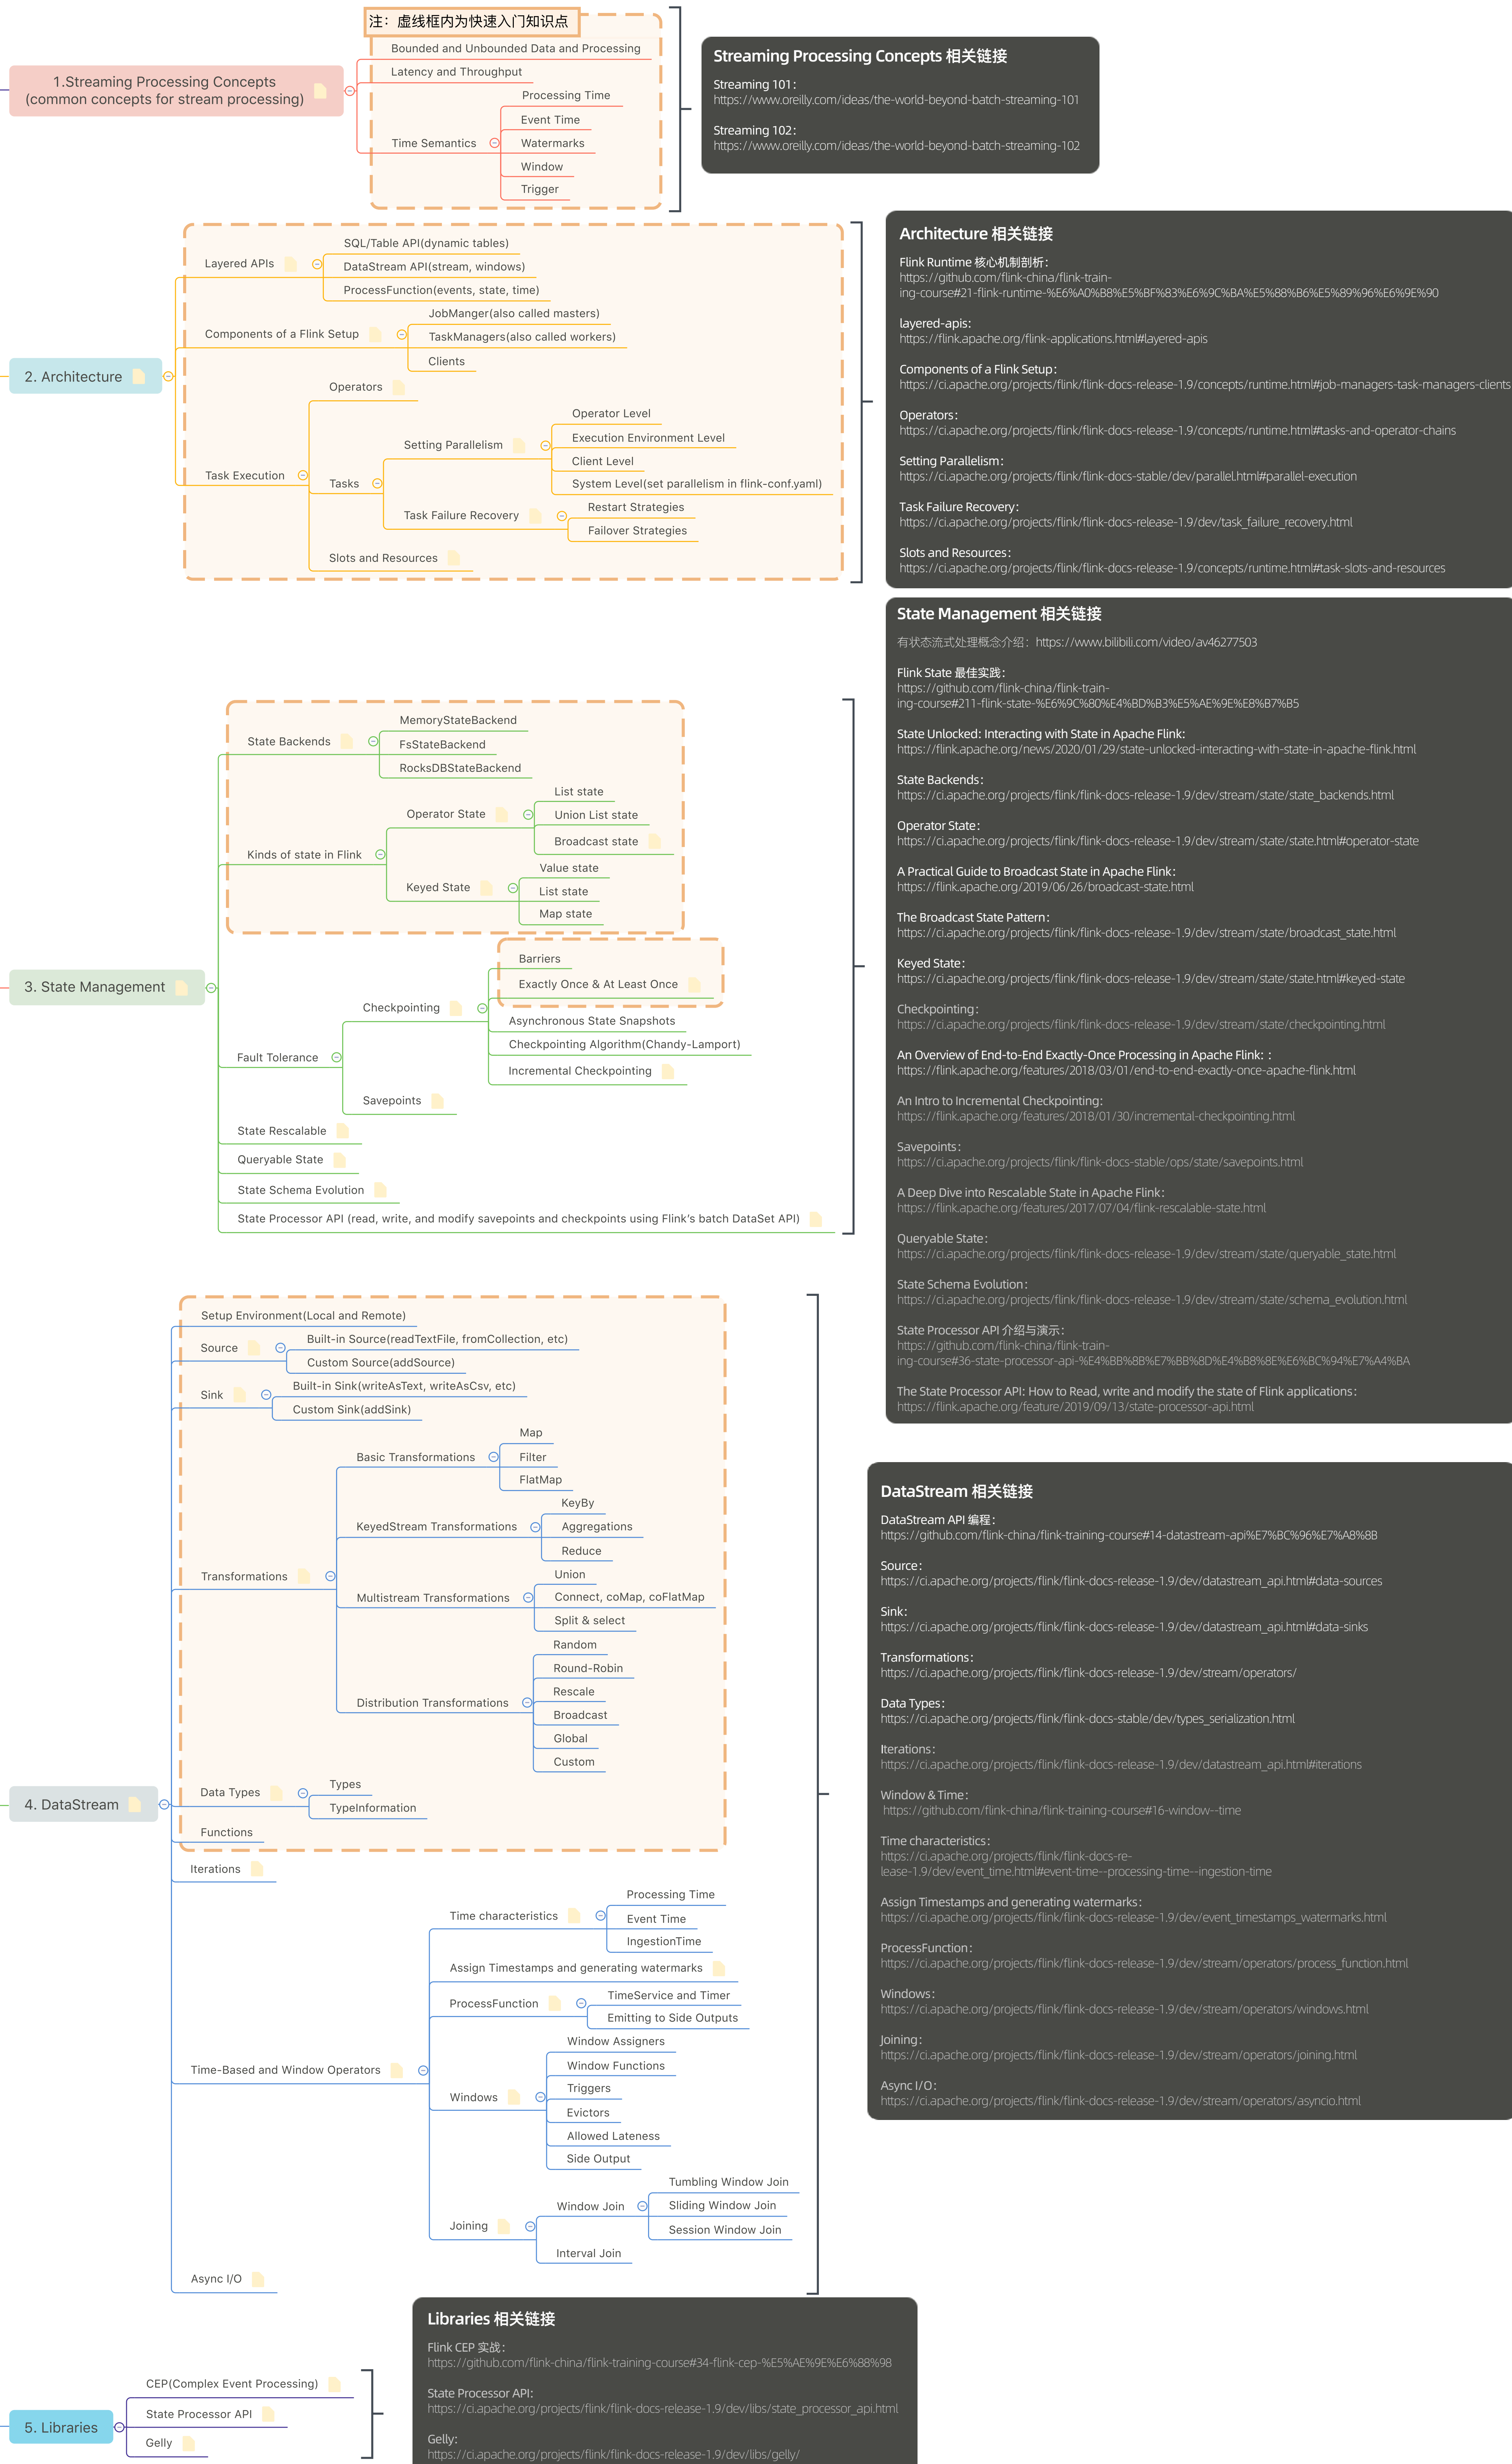 注：虚线框内为快速入门知识点
1.Streaming Processing Concepts
(common concepts for stream processing)
Bounded and Unbounded Data and Processing
Latency and Throughput
Time Semantics
Processing Time
Event Time
Watermarks
Window
Trigger
Streaming Processing Concepts 相关链接
Streaming 101：
https://www.oreilly.com/ideas/the-world-beyond-batch-streaming-101
Streaming 102：
https://www.oreilly.com/ideas/the-world-beyond-batch-streaming-102
2. Architecture
Layered APIs
SQL/Table API(dynamic tables)
DataStream API(stream, windows)
ProcessFunction(events, state, time)
Components of a Flink Setup
JobManger(also called masters)
TaskManagers(also called workers)
Clients
Task Execution
Operators
Tasks
Setting Parallelism
Operator Level
Execution Environment Level
Client Level
System Level(set parallelism in flink-conf.yaml)
Task Failure Recovery
Restart Strategies
Failover Strategies
Slots and Resources
Architecture 相关链接
Flink Runtime 核心机制剖析：
https://github.com/flink-china/flink-train-
ing-course#21-flink-runtime-%E6%A0%B8%E5%BF%83%E6%9C%BA%E5%88%B6%E5%89%96%E6%9E%90
layered-apis：
https://flink.apache.org/flink-applications.html#layered-apis
Components of a Flink Setup：
https://ci.apache.org/projects/flink/flink-docs-release-1.9/concepts/runtime.html#job-managers-task-managers-clients
Operators：
https://ci.apache.org/projects/flink/flink-docs-release-1.9/concepts/runtime.html#tasks-and-operator-chains
Setting Parallelism：
https://ci.apache.org/projects/flink/flink-docs-stable/dev/parallel.html#parallel-execution
Task Failure Recovery：
https://ci.apache.org/projects/flink/flink-docs-release-1.9/dev/task_failure_recovery.html
Slots and Resources：
https://ci.apache.org/projects/flink/flink-docs-release-1.9/concepts/runtime.html#task-slots-and-resources
3. State Management
State Backends
MemoryStateBackend
FsStateBackend
RocksDBStateBackend
Kinds of state in Flink
Operator State
List state
Union List state
Broadcast state
Keyed State
Value state
List state
Map state
Fault Tolerance
Checkpointing
Barriers
Exactly Once & At Least Once
Asynchronous State Snapshots
Checkpointing Algorithm(Chandy-Lamport)
Incremental Checkpointing
Savepoints
State Rescalable
Queryable State
State Schema Evolution
State Processor API (read, write, and modify savepoints and checkpoints using Flink’s batch DataSet API)
State Management 相关链接
有状态流式处理概念介绍：https://www.bilibili.com/video/av46277503
Flink State 最佳实践：
https://github.com/flink-china/flink-train-
ing-course#211-flink-state-%E6%9C%80%E4%BD%B3%E5%AE%9E%E8%B7%B5
State Unlocked: Interacting with State in Apache Flink:
https://flink.apache.org/news/2020/01/29/state-unlocked-interacting-with-state-in-apache-flink.html
State Backends：
https://ci.apache.org/projects/flink/flink-docs-release-1.9/dev/stream/state/state_backends.html
Operator State：
https://ci.apache.org/projects/flink/flink-docs-release-1.9/dev/stream/state/state.html#operator-state
A Practical Guide to Broadcast State in Apache Flink：
https://flink.apache.org/2019/06/26/broadcast-state.html
The Broadcast State Pattern：
https://ci.apache.org/projects/flink/flink-docs-release-1.9/dev/stream/state/broadcast_state.html
Keyed State：
https://ci.apache.org/projects/flink/flink-docs-release-1.9/dev/stream/state/state.html#keyed-state
Checkpointing：
https://ci.apache.org/projects/flink/flink-docs-release-1.9/dev/stream/state/checkpointing.html
An Overview of End-to-End Exactly-Once Processing in Apache Flink:：
https://flink.apache.org/features/2018/03/01/end-to-end-exactly-once-apache-flink.html
An Intro to Incremental Checkpointing:
https://flink.apache.org/features/2018/01/30/incremental-checkpointing.html
Savepoints：
https://ci.apache.org/projects/flink/flink-docs-stable/ops/state/savepoints.html
A Deep Dive into Rescalable State in Apache Flink：
https://flink.apache.org/features/2017/07/04/flink-rescalable-state.html
Queryable State：
https://ci.apache.org/projects/flink/flink-docs-release-1.9/dev/stream/state/queryable_state.html
State Schema Evolution：
https://ci.apache.org/projects/flink/flink-docs-release-1.9/dev/stream/state/schema_evolution.html
State Processor API 介绍与演示：
https://github.com/flink-china/flink-train-
ing-course#36-state-processor-api-%E4%BB%8B%E7%BB%8D%E4%B8%8E%E6%BC%94%E7%A4%BA
The State Processor API: How to Read, write and modify the state of Flink applications：
https://flink.apache.org/feature/2019/09/13/state-processor-api.html
4. DataStream
Setup Environment(Local and Remote)
Source
Built-in Source(readTextFile, fromCollection, etc)
Custom Source(addSource)
Sink
Built-in Sink(writeAsText, writeAsCsv, etc)
Custom Sink(addSink)
Transformations
Basic Transformations
Map
Filter
FlatMap
KeyedStream Transformations
KeyBy
Aggregations
Reduce
Multistream Transformations
Union
Connect, coMap, coFlatMap
Split & select
Distribution Transformations
Random
Round-Robin
Rescale
Broadcast
Global
Custom
Data Types
Types
TypeInformation
Functions
Iterations
Time-Based and Window Operators
Time characteristics
Processing Time
Event Time
IngestionTime
Assign Timestamps and generating watermarks
ProcessFunction
TimeService and Timer
Emitting to Side Outputs
Windows
Window Assigners
Window Functions
Triggers
Evictors
Allowed Lateness
Side Output
Joining
Window Join
Tumbling Window Join
Sliding Window Join
Session Window Join
Interval Join
Async I/O
DataStream 相关链接
DataStream API 编程：
https://github.com/flink-china/flink-training-course#14-datastream-api%E7%BC%96%E7%A8%8B
Source：
https://ci.apache.org/projects/flink/flink-docs-release-1.9/dev/datastream_api.html#data-sources
Sink：
https://ci.apache.org/projects/flink/flink-docs-release-1.9/dev/datastream_api.html#data-sinks
Transformations：
https://ci.apache.org/projects/flink/flink-docs-release-1.9/dev/stream/operators/
Data Types：
https://ci.apache.org/projects/flink/flink-docs-stable/dev/types_serialization.html
Iterations：
https://ci.apache.org/projects/flink/flink-docs-release-1.9/dev/datastream_api.html#iterations
Window & Time：
https://github.com/flink-china/flink-training-course#16-window--time
Time characteristics：
https://ci.apache.org/projects/flink/flink-docs-re-
lease-1.9/dev/event_time.html#event-time--processing-time--ingestion-time
Assign Timestamps and generating watermarks：
https://ci.apache.org/projects/flink/flink-docs-release-1.9/dev/event_timestamps_watermarks.html
ProcessFunction：
https://ci.apache.org/projects/flink/flink-docs-release-1.9/dev/stream/operators/process_function.html
Windows：
https://ci.apache.org/projects/flink/flink-docs-release-1.9/dev/stream/operators/windows.html
Joining：
https://ci.apache.org/projects/flink/flink-docs-release-1.9/dev/stream/operators/joining.html
Async I/O：
https://ci.apache.org/projects/flink/flink-docs-release-1.9/dev/stream/operators/asyncio.html
5. Libraries
CEP(Complex Event Processing)
State Processor API
Gelly
Libraries 相关链接
Flink CEP 实战：
https://github.com/flink-china/flink-training-course#34-flink-cep-%E5%AE%9E%E6%88%98
State Processor API:
https://ci.apache.org/projects/flink/flink-docs-release-1.9/dev/libs/state_processor_api.html
Gelly:
https://ci.apache.org/projects/flink/flink-docs-release-1.9/dev/libs/gelly/